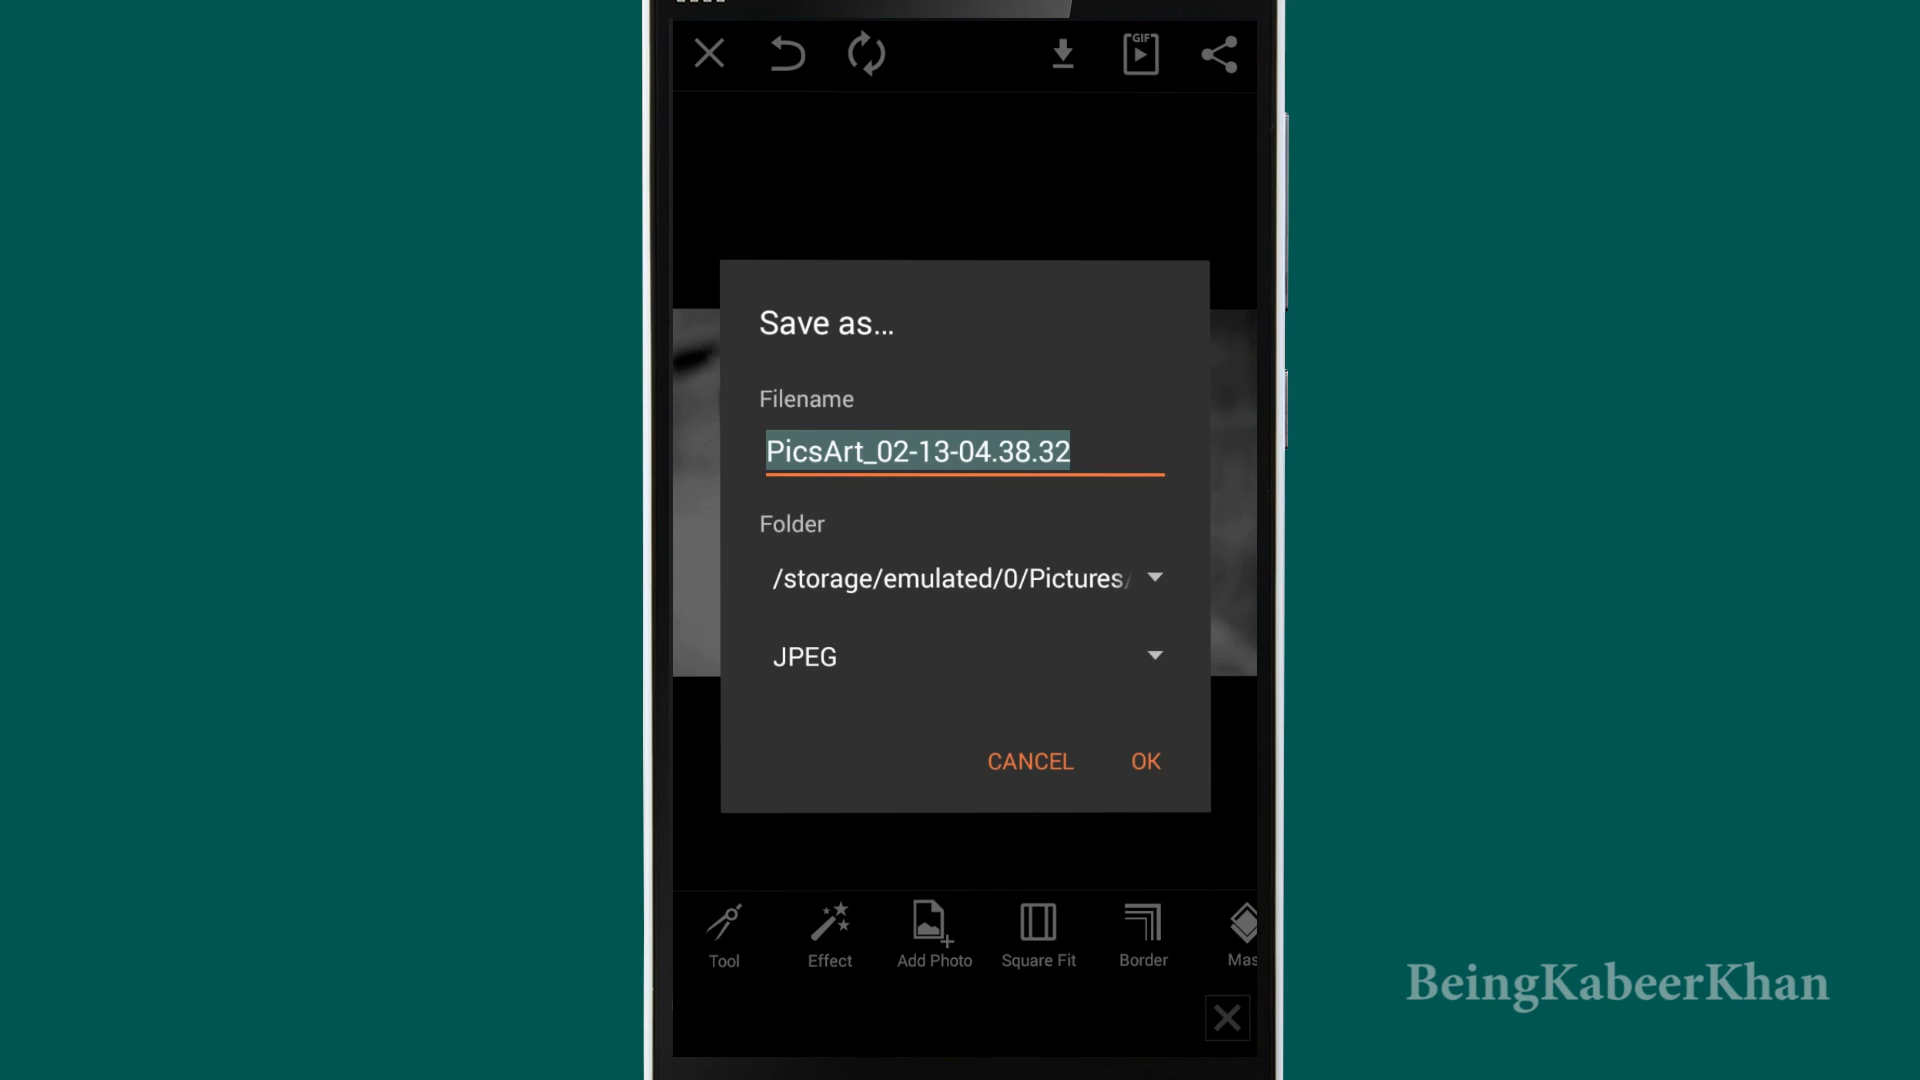 GIF
Save as...
Filename
PicsArt_02-13-04.38.32
Folder
/storage/emulated/0/Pictures/
JPEG
CANCEL OK
Tool Effect Add Photo Square Fit Border Mas
BeingKabeerKhan